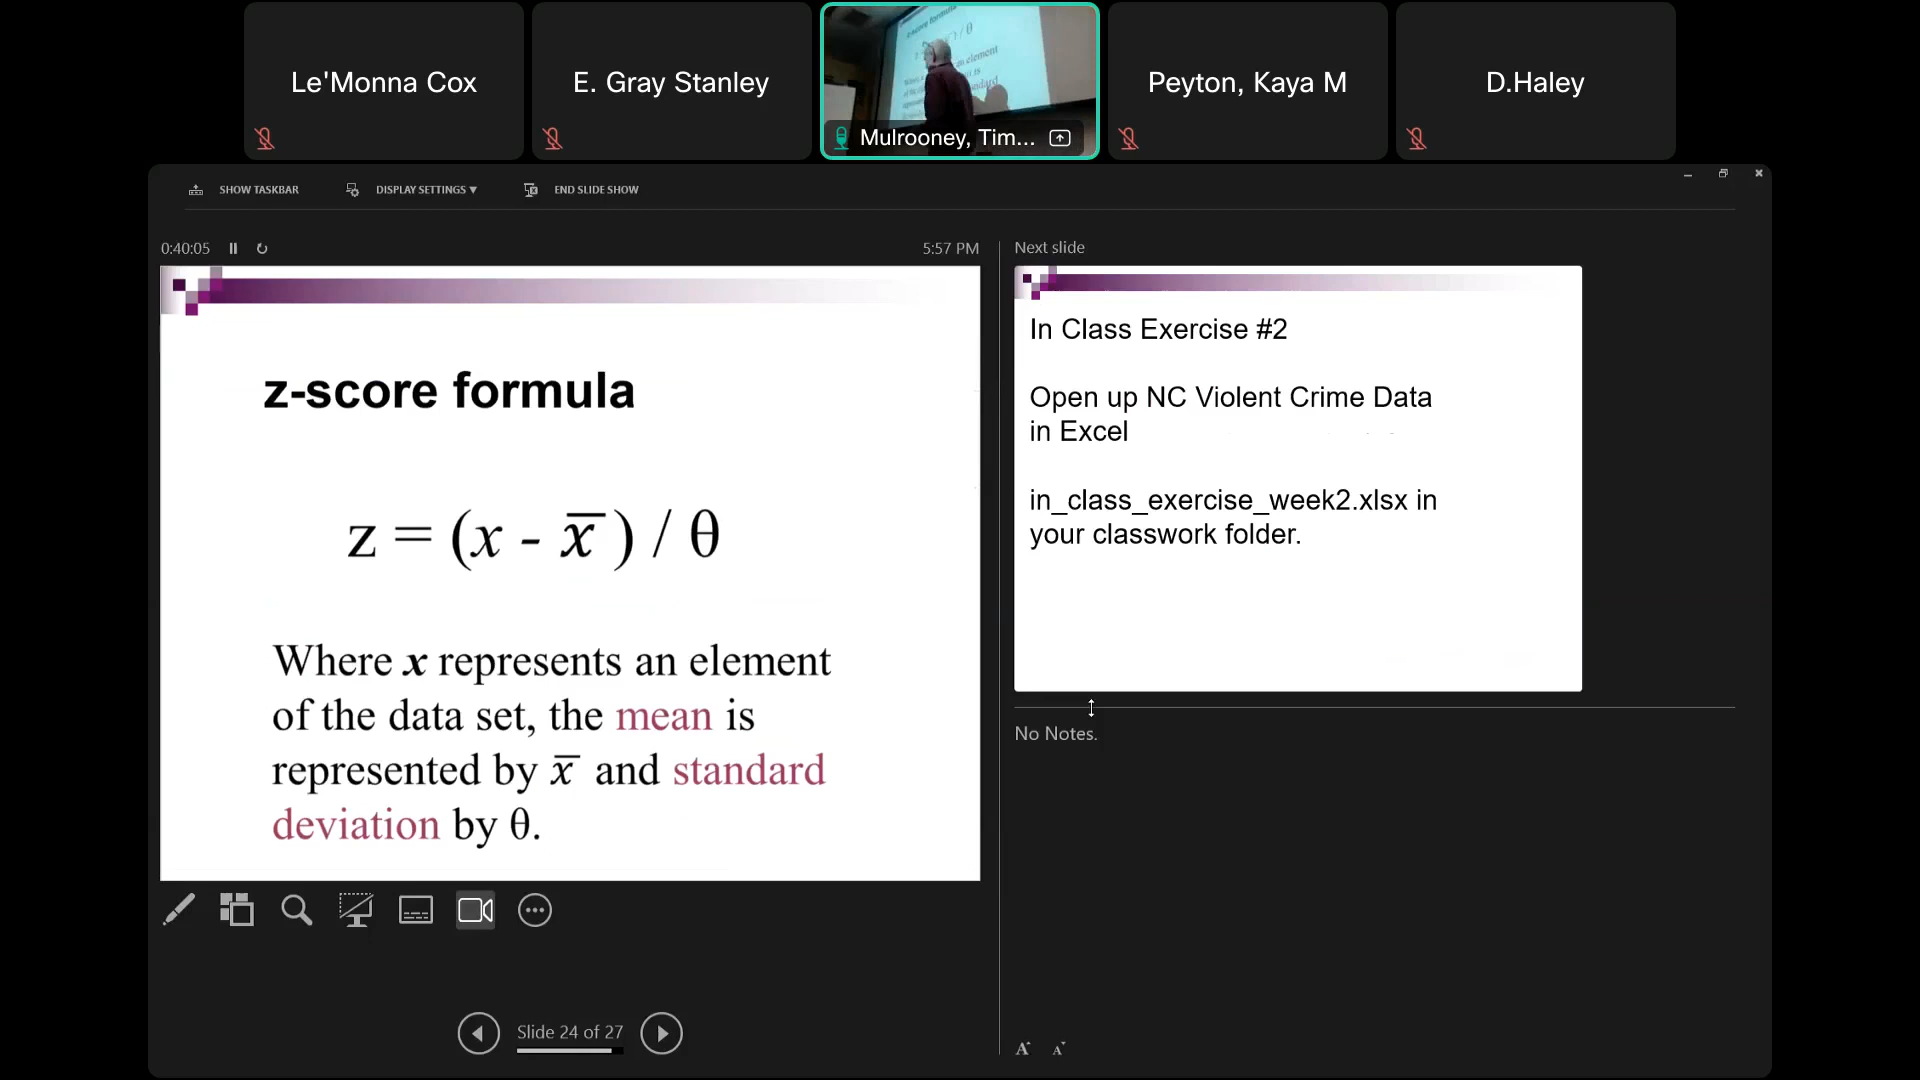 Le'Monna Cox
E. Gray Stanley
Mulrooney, Tim...
Peyton, Kaya M
D.Haley
SHOW TASKBAR
DISPLAY SETTINGS ▾
END SLIDE SHOW
0:40:05
5:57 PM
z-score formula
z = (x - x̅ ) / θ
Where x represents an element
of the data set, the mean is
represented by x̅ and standard
deviation by θ.
Slide 24 of 27
Next slide
In Class Exercise #2
Open up NC Violent Crime Data
in Excel
in_class_exercise_week2.xlsx in
your classwork folder.
No Notes.
A A